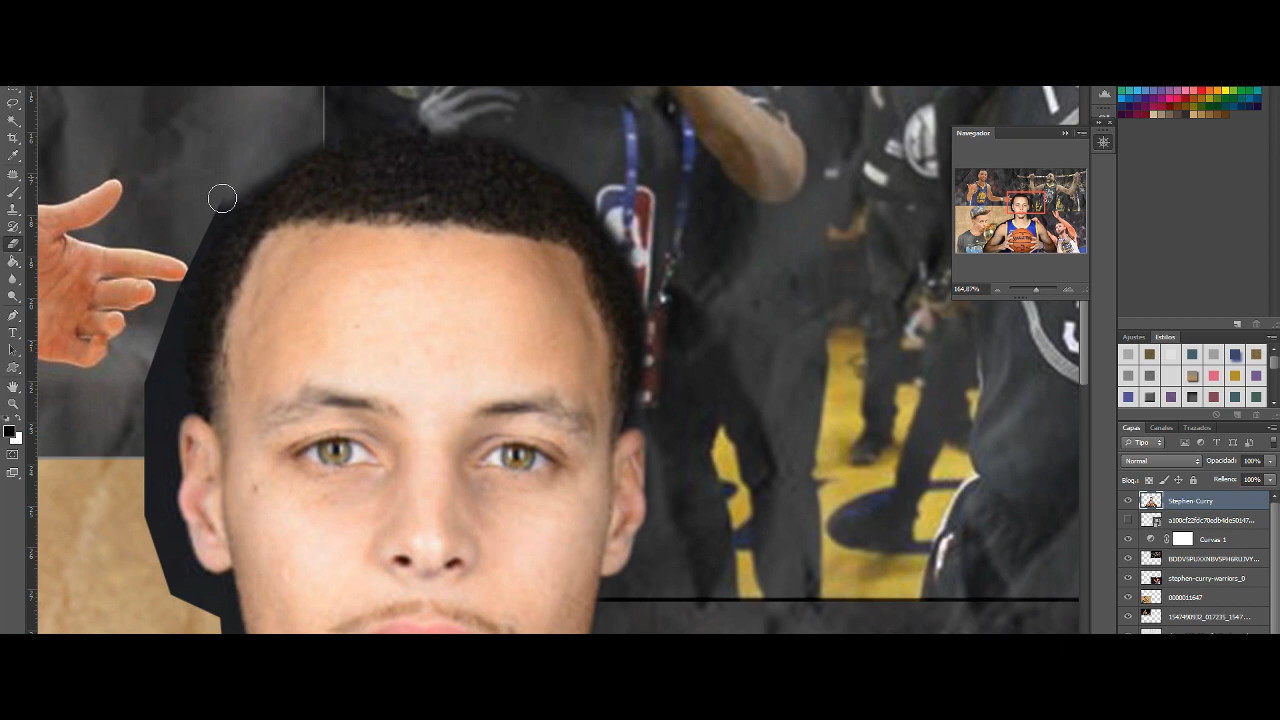 Navegador
164,87%
Ajustes
Estilos
Capas
Canales
Trazados
Tipo
Normal
Opacidad:
100%
Bloq.:
Relleno:
100%
Stephen-Curry
Curvas 1
stephen-curry-warriors_0
0000011647